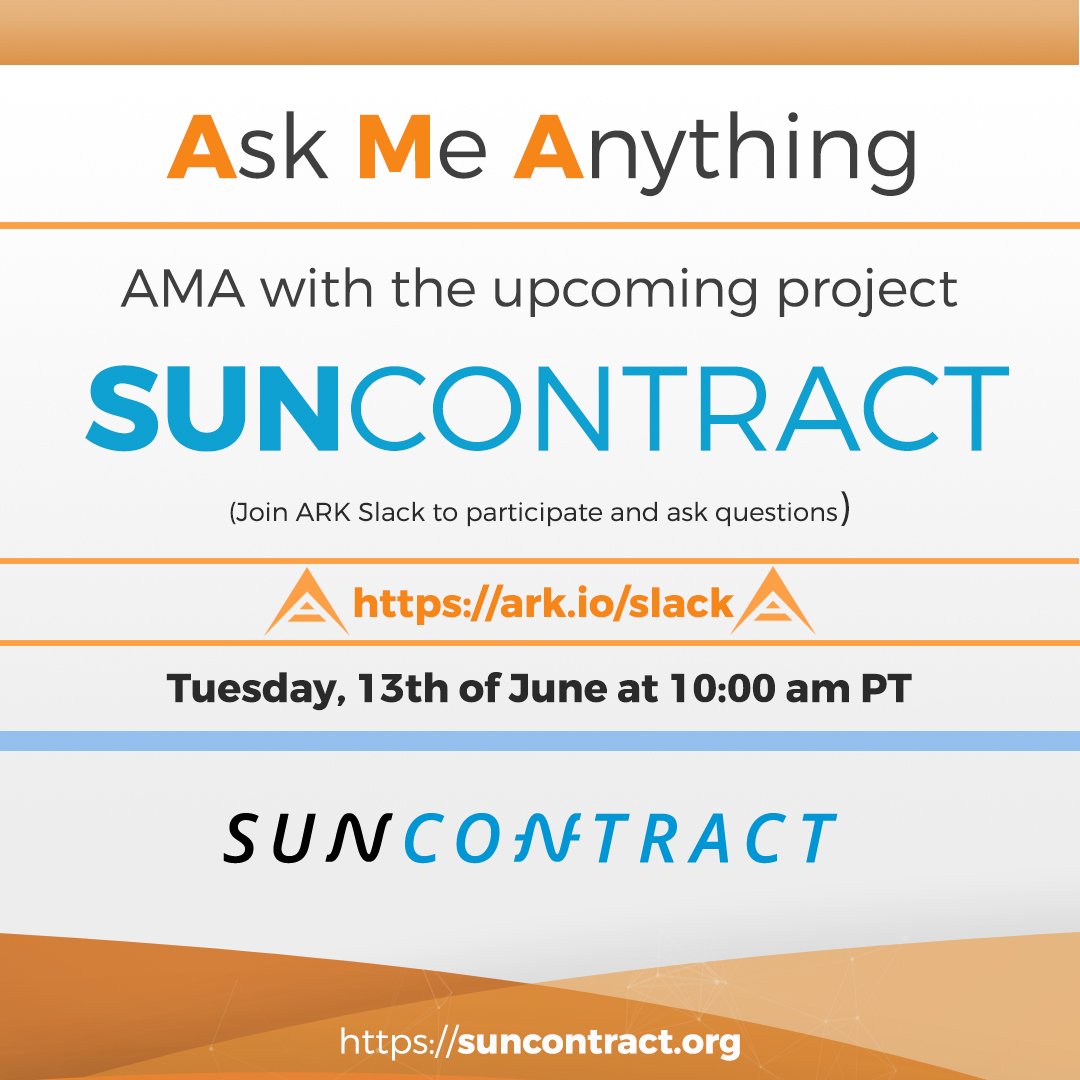 Ask Me Anything
AMA with the upcoming project
SUNCONTRACT
(Join ARK Slack to participate and ask questions)
https://ark.io/slack
Tuesday, 13th of June at 10:00 am PT
SUNCONTRACT
https://suncontract.org